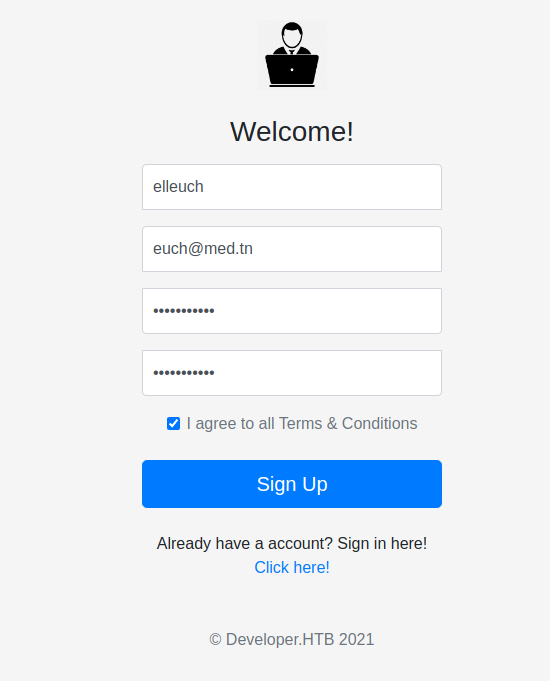 Welcome!
elleuch
euch@med.tn
•••••••••••
•••••••••••
I agree to all Terms & Conditions
Sign Up
Already have a account? Sign in here!
Click here!
© Developer.HTB 2021